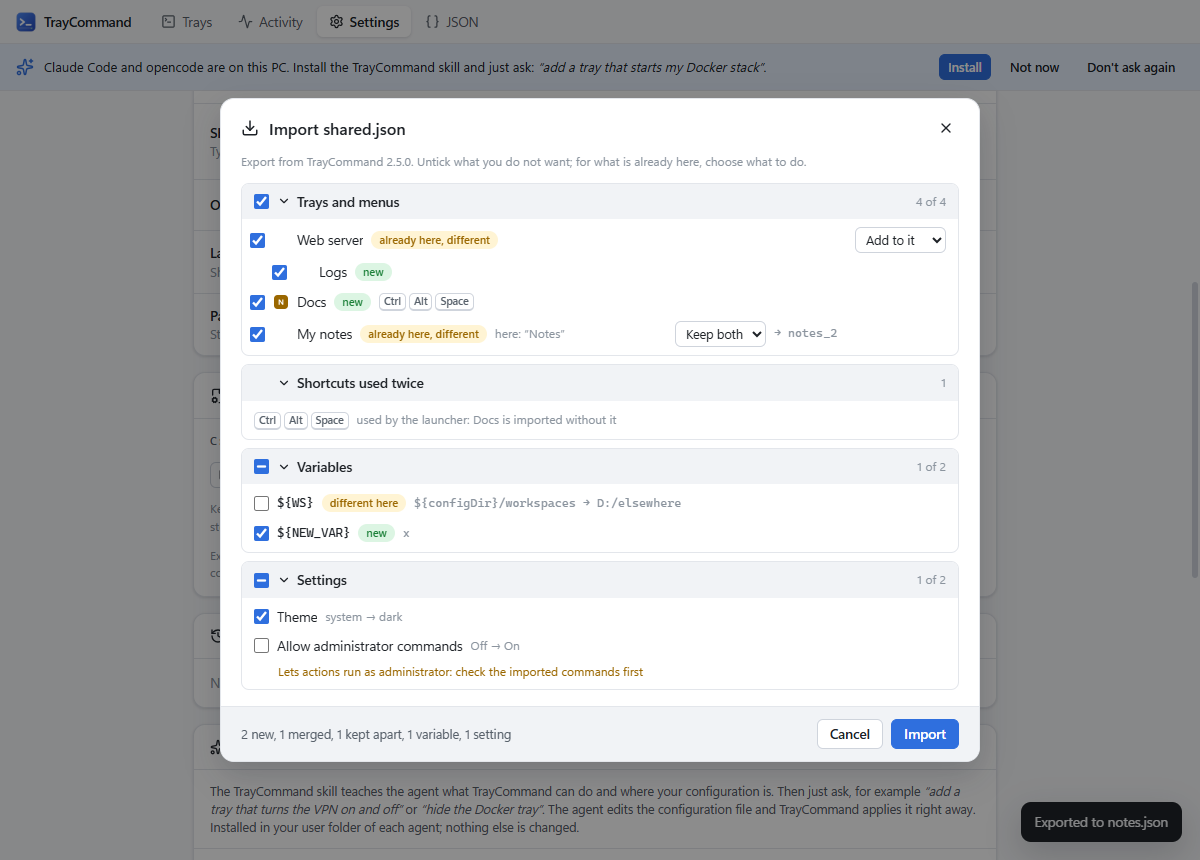 TrayCommand Trays Activity Settings {} JSON
Claude Code and opencode are on this PC. Install the TrayCommand skill and just ask: “add a tray that starts my Docker stack”. Install Not now Don't ask again
Import shared.json
Export from TrayCommand 2.5.0. Untick what you do not want; for what is already here, choose what to do.
Trays and menus 4 of 4
Web server already here, different Add to it
Logs new
N Docs new Ctrl Alt Space
My notes already here, different here: "Notes" Keep both → notes_2
Shortcuts used twice 1
Ctrl Alt Space used by the launcher: Docs is imported without it
Variables 1 of 2
${WS} different here ${configDir}/workspaces → D:/elsewhere
${NEW_VAR} new x
Settings 1 of 2
Theme system → dark
Allow administrator commands Off → On
Lets actions run as administrator: check the imported commands first
2 new, 1 merged, 1 kept apart, 1 variable, 1 setting Cancel Import
The TrayCommand skill teaches the agent what TrayCommand can do and where your configuration is. Then just ask, for example “add a
tray that turns the VPN on and off” or “hide the Docker tray”. The agent edits the configuration file and TrayCommand applies it right away.
Installed in your user folder of each agent; nothing else is changed.
Exported to notes.json